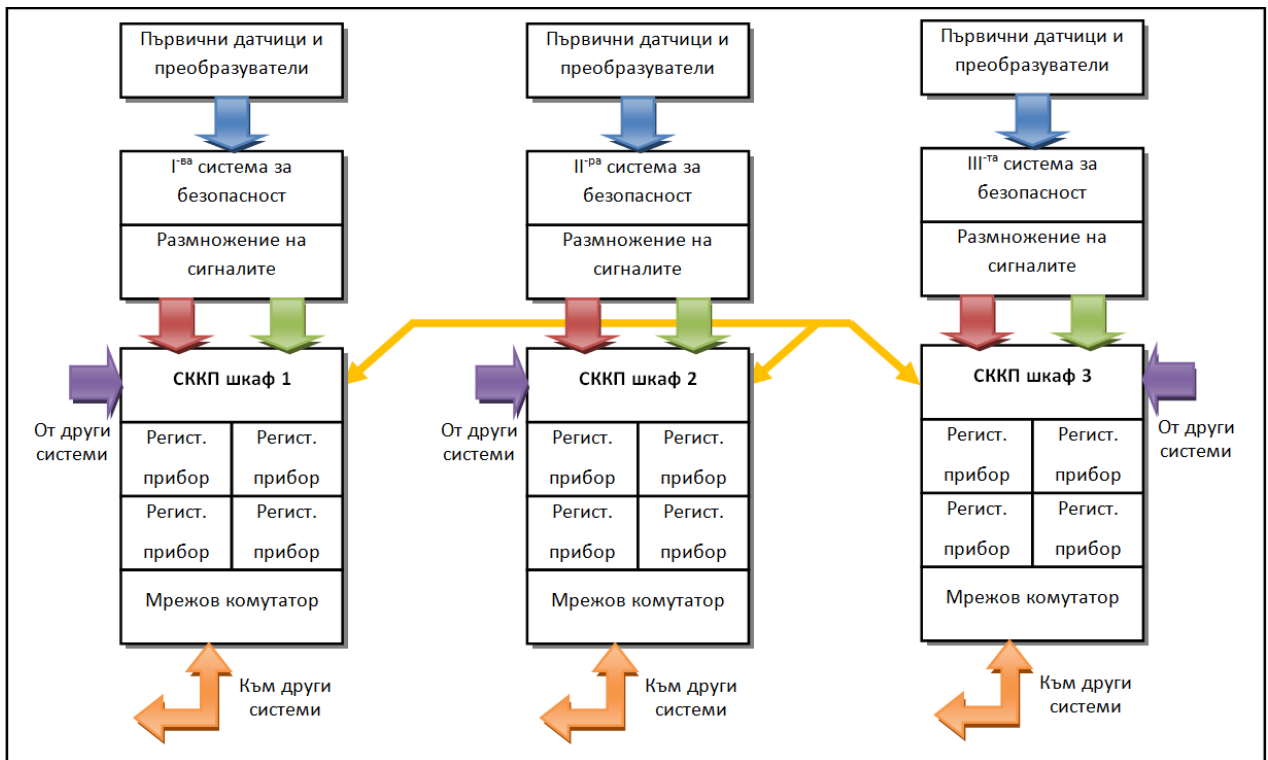 Първични датчици и
преобразуватели
I-ва система за
безопасност
Размножение на
сигналите
СККП шкаф 1
От други
системи
Регист.
прибор
Регист.
прибор
Регист.
прибор
Регист.
прибор
Мрежов комутатор
Към други
системи
Първични датчици и
преобразуватели
II-ра система за
безопасност
Размножение на
сигналите
СККП шкаф 2
От други
системи
Регист.
прибор
Регист.
прибор
Регист.
прибор
Регист.
прибор
Мрежов комутатор
Към други
системи
Първични датчици и
преобразуватели
III-та система за
безопасност
Размножение на
сигналите
СККП шкаф 3
От други
системи
Регист.
прибор
Регист.
прибор
Регист.
прибор
Регист.
прибор
Мрежов комутатор
Към други
системи